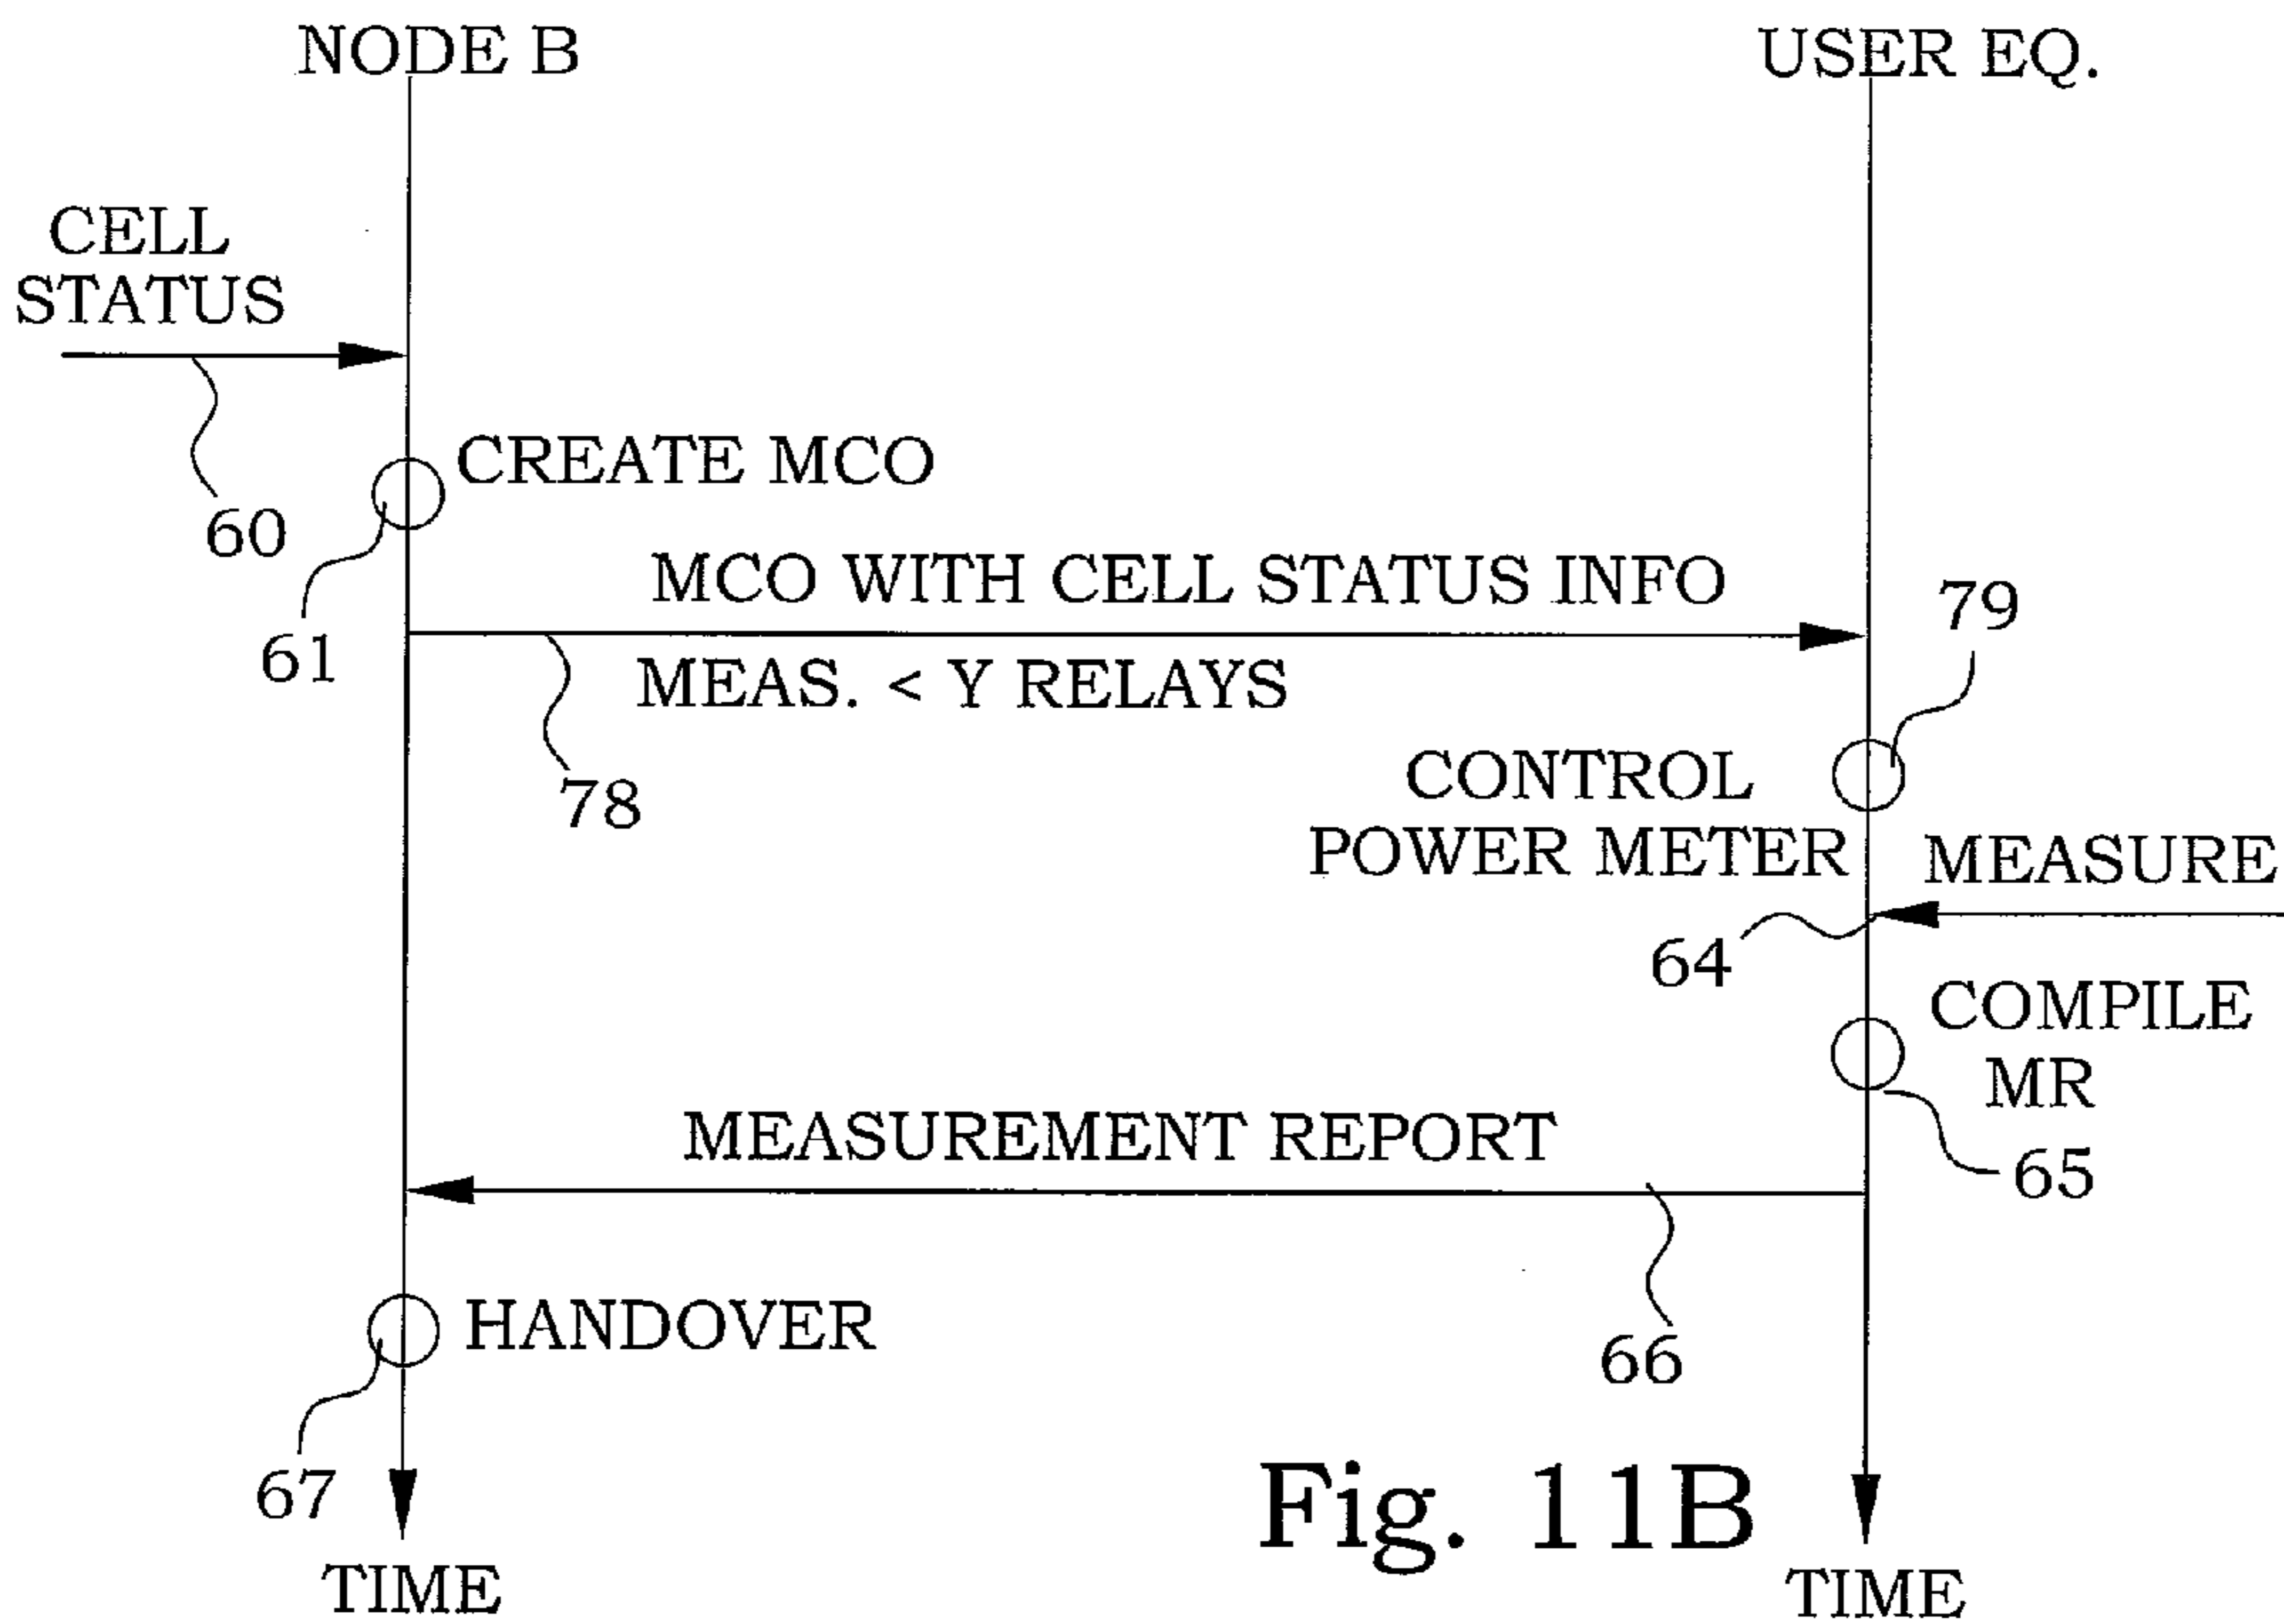 NODE B
USER EQ.
CELL
STATUS
60
CREATE MCO
61
MCO WITH CELL STATUS INFO
MEAS. < Y RELAYS
78
79
CONTROL
POWER METER
MEASURE
64
COMPILE
MR
65
MEASUREMENT REPORT
66
HANDOVER
67
TIME
Fig. 11B
TIME